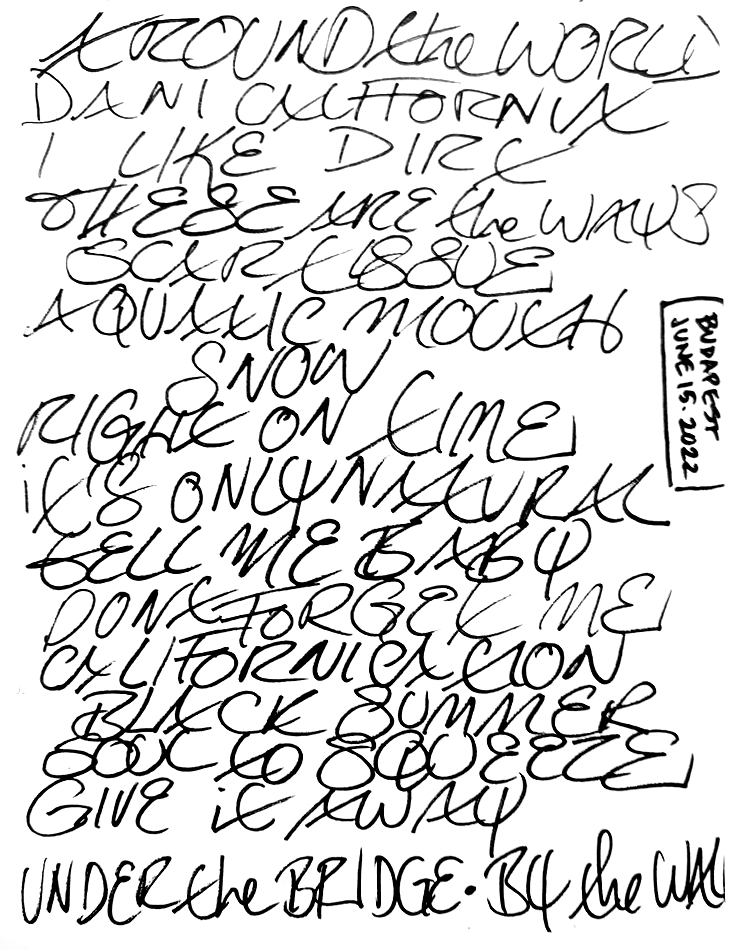 AROUND the WORLD
DANI CALIFORNIA
I LIKE DIRT
THESE ARE the WAYS
SCAR TISSUE
AQUATIC MOUTH
SNOW
RIGHT ON TIME
iT'S ONLY NATURAL
TELL ME BABY
DONT FORGET ME
CALIFORNICATION
BLACK SUMMER
SOUL TO SQUEEZE
GIVE iT AWAY
UNDER the BRIDGE · BY the WAY
BUDAPEST
JUNE 15. 2022